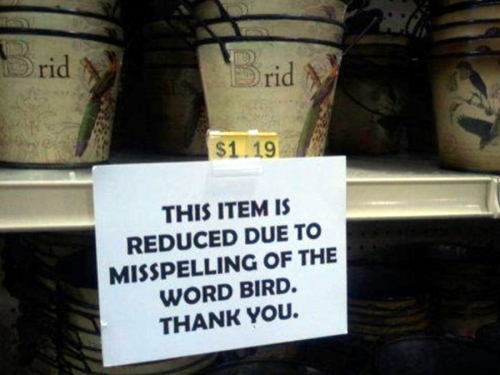 Brid
Brid
$1.19
THIS ITEM IS
REDUCED DUE TO
MISSPELLING OF THE
WORD BIRD.
THANK YOU.